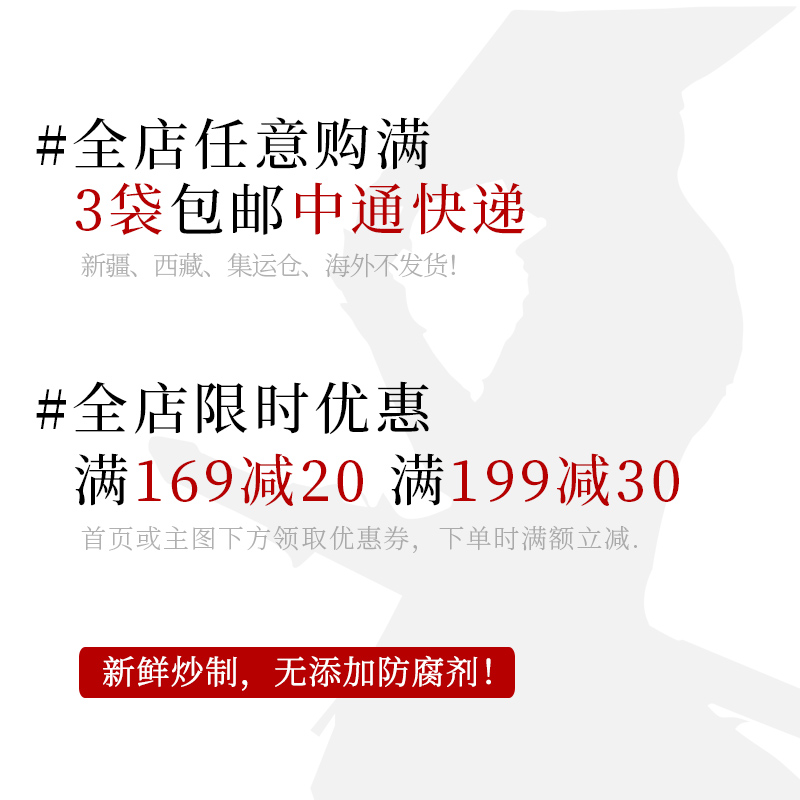 #全店任意购满
3袋包邮中通快递
新疆、西藏、集运仓、海外不发货！
#全店限时优惠
满169减20 满199减30
首页或主图下方领取优惠券，下单时满额立减.
新鲜炒制，无添加防腐剂！